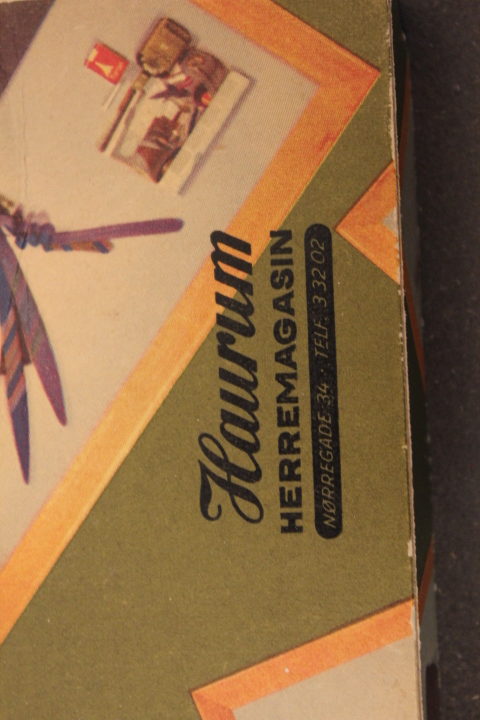 Haurum
HERREMAGASIN
NØRREGADE 34 · TELF. 3 32 02